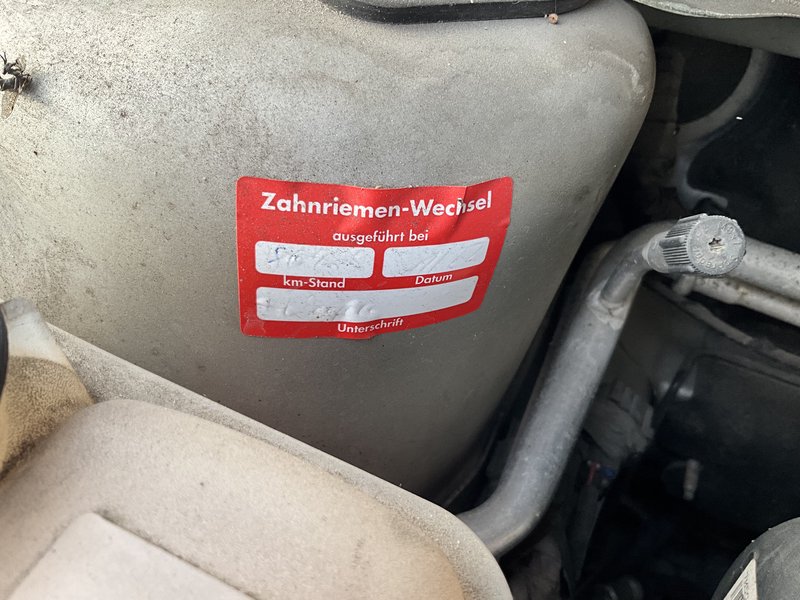 Zahnriemen-Wechsel
ausgeführt bei
km-Stand Datum
Unterschrift